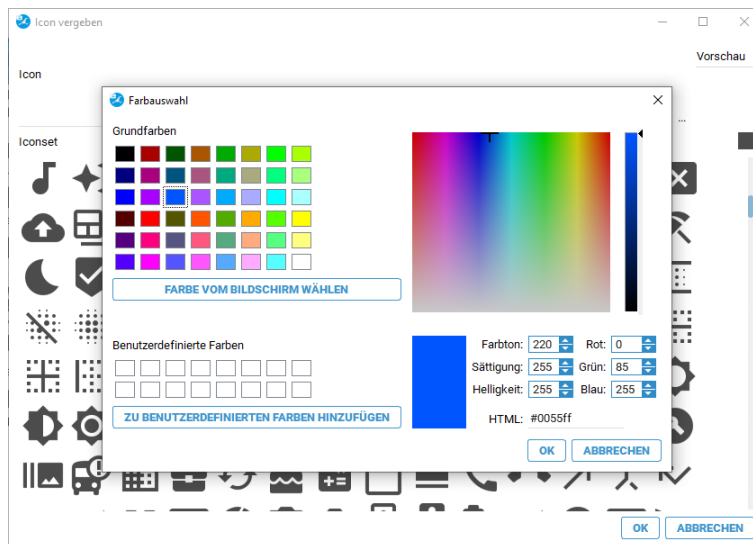 Icon vergeben
Vorschau
Icon
Farbauswahl
Grundfarben
...
Iconset
FARBE VOM BILDSCHIRM WÄHLEN
Benutzerdefinierte Farben
Farbton: 220 Rot: 0
Sättigung: 255 Grün: 85
Helligkeit: 255 Blau: 255
ZU BENUTZERDEFINIERTEN FARBEN HINZUFÜGEN
HTML: #0055ff
OK ABBRECHEN
OK ABBRECHEN